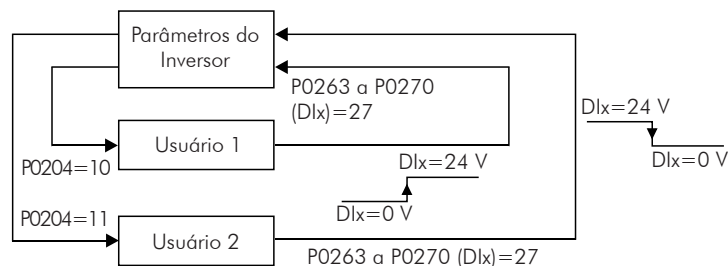 Parâmetros do
Inversor
P0263 a P0270
(DIx)=27
DIx=24 V
DIx=0 V
Usuário 1
P0204=10
DIx=24 V
DIx=0 V
P0204=11
Usuário 2
P0263 a P0270 (DIx)=27